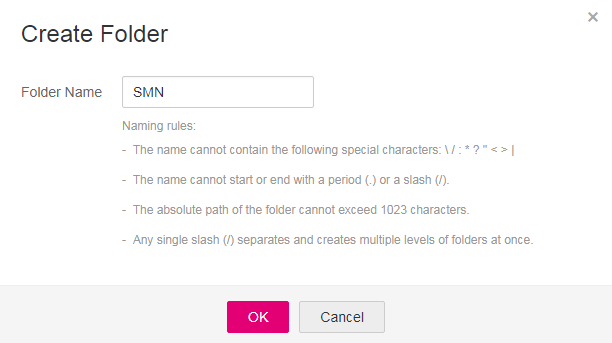 ×
Create Folder
Folder Name SMN
Naming rules:
- The name cannot contain the following special characters: \ / : * ? " < > |
- The name cannot start or end with a period (.) or a slash (/).
- The absolute path of the folder cannot exceed 1023 characters.
- Any single slash (/) separates and creates multiple levels of folders at once.
OK Cancel